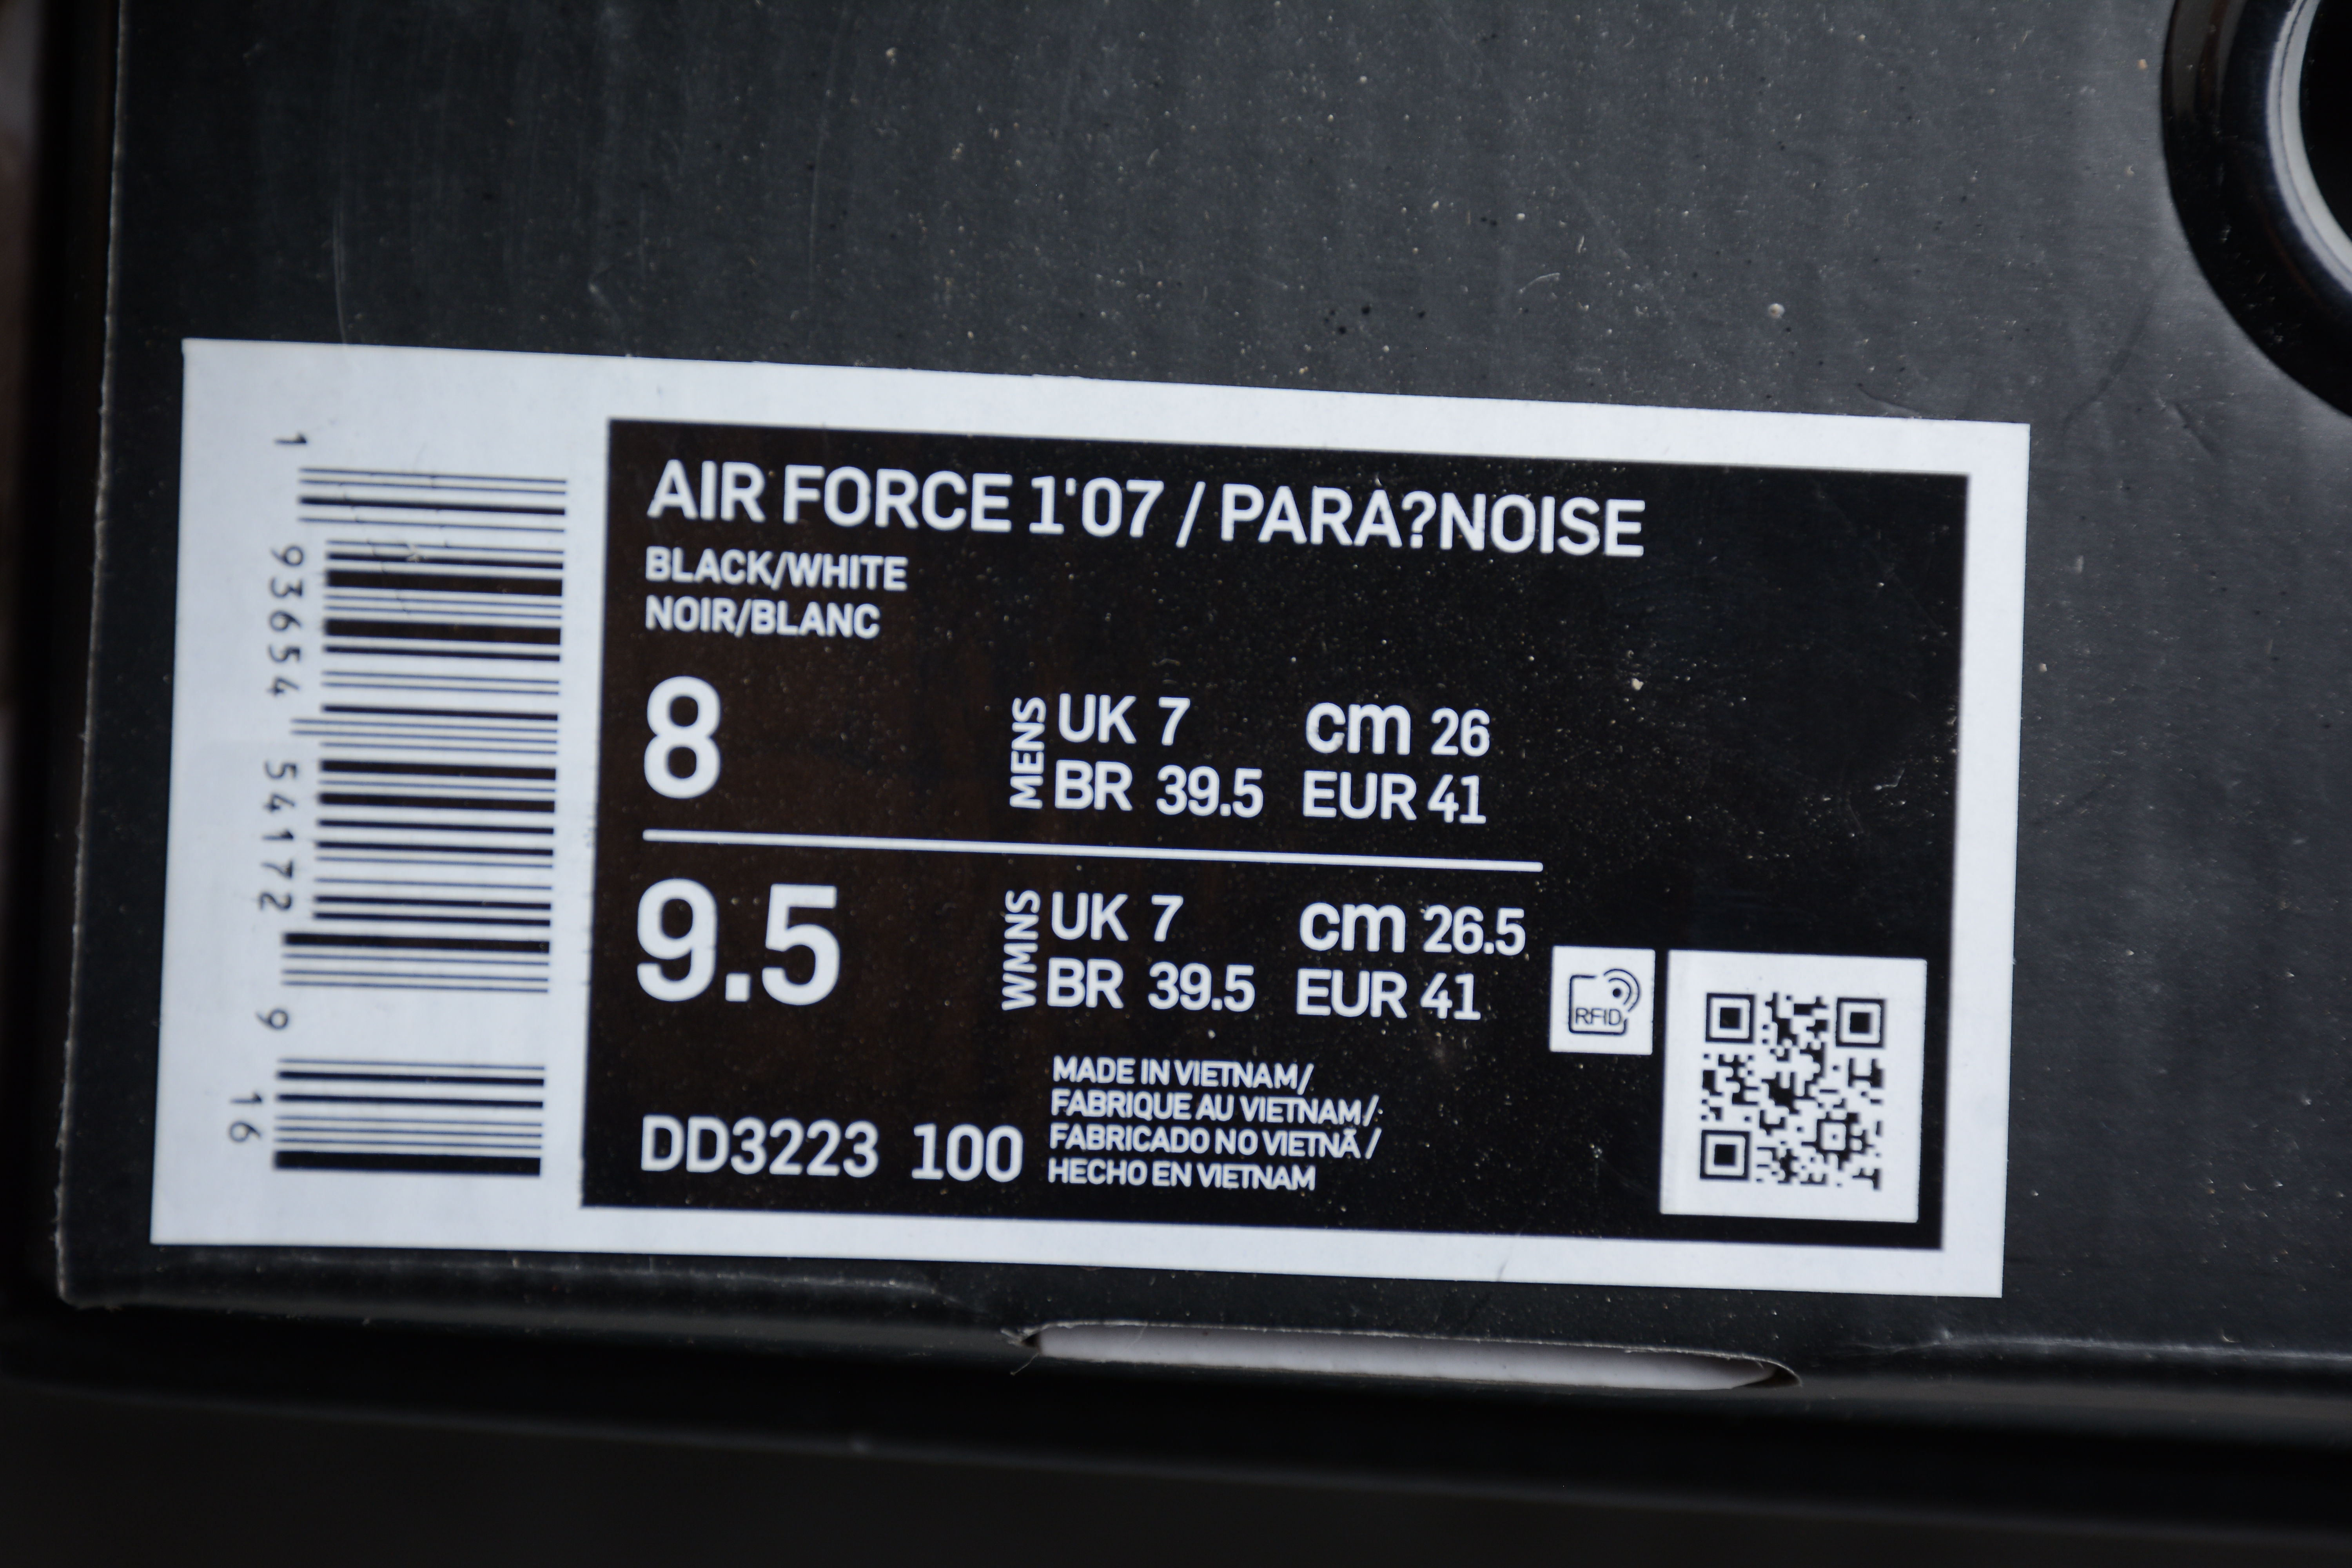 AIR FORCE 1'07 / PARA?NOISE
BLACK/WHITE
NOIR/BLANC
8
MENS
UK 7 cm 26
BR 39.5 EUR 41
9.5
WMNS
UK 7 cm 26.5
BR 39.5 EUR 41
RFID
DD3223 100
MADE IN VIETNAM/
FABRIQUE AU VIETNAM/
FABRICADO NO VIETNÃ /
HECHO EN VIETNAM
1 93654 54172 9
16